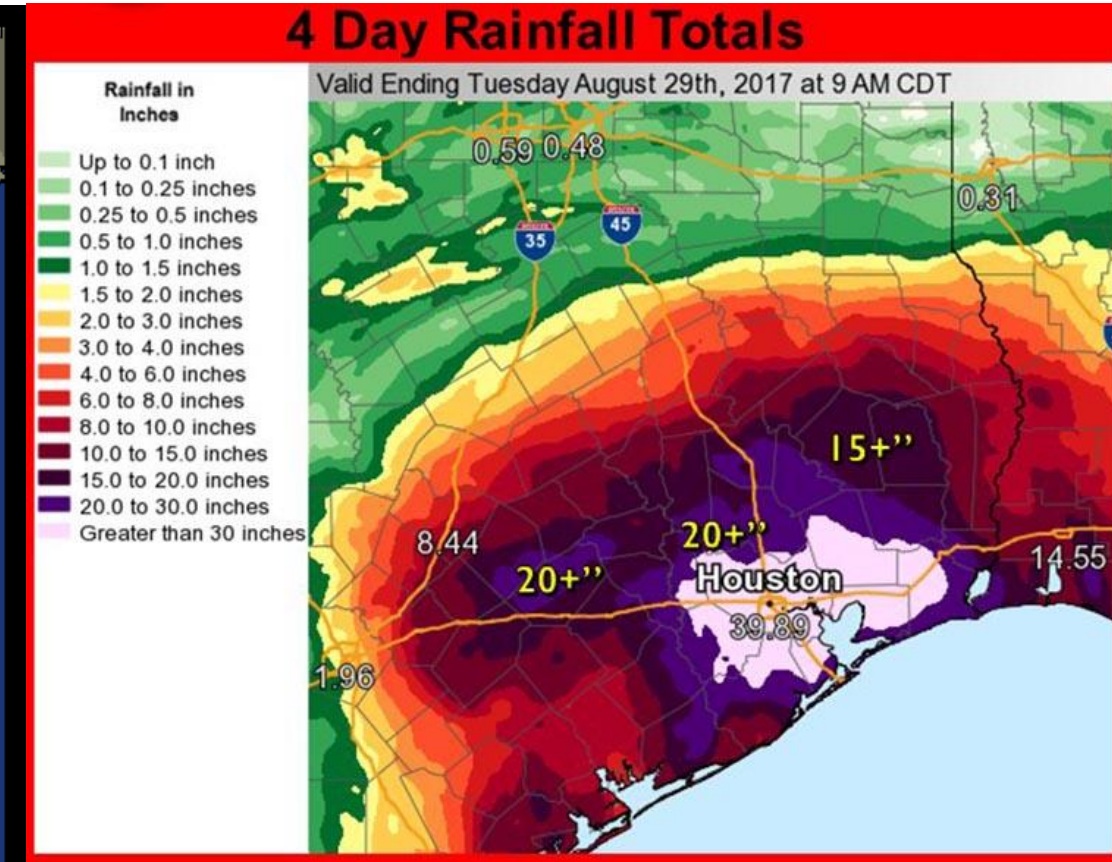 4 Day Rainfall Totals
Rainfall in
Inches
Up to 0.1 inch
0.1 to 0.25 inches
0.25 to 0.5 inches
0.5 to 1.0 inches
1.0 to 1.5 inches
1.5 to 2.0 inches
2.0 to 3.0 inches
3.0 to 4.0 inches
4.0 to 6.0 inches
6.0 to 8.0 inches
8.0 to 10.0 inches
10.0 to 15.0 inches
15.0 to 20.0 inches
20.0 to 30.0 inches
Greater than 30 inches
Valid Ending Tuesday August 29th, 2017 at 9 AM CDT
0.59 0.48
0.31
35
45
15+’’
8.44
20+’’
14.55
20+’’
Houston
39.89
1.96